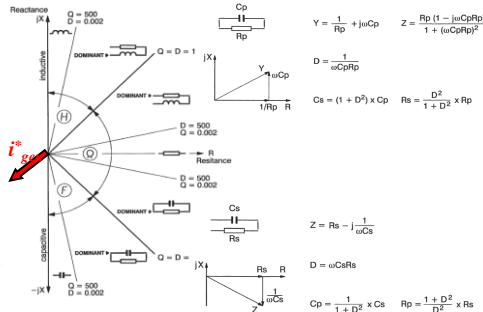 Reactance
jX
Q = 500
D = 0.002
inductive
DOMINANT
Q = D = 1
DOMINANT
H
D = 500
Q = 0.002
Ω
R
Resitance
i*
D = 500
Q = 0.002
F
DOMINANT
capacitive
DOMINANT
Q = D =
Q = 500
D = 0.002
–jX
Cp
Rp
Y = 1/Rp + jωCp
Z = Rp (1 - jωCpRp) / 1 + (ωCpRp)²
jX
Y
ωCp
1/Rp R
D = 1/ωCpRp
Cs = (1 + D²) x Cp
Rs = D²/1 + D² x Rp
Cs
Rs
Z = Rs – j 1/ωCs
jX
Rs R
1/ωCs
Z
D = ωCsRs
Cp = 1/1 + D² x Cs
Rp = 1 + D²/D² x Rs